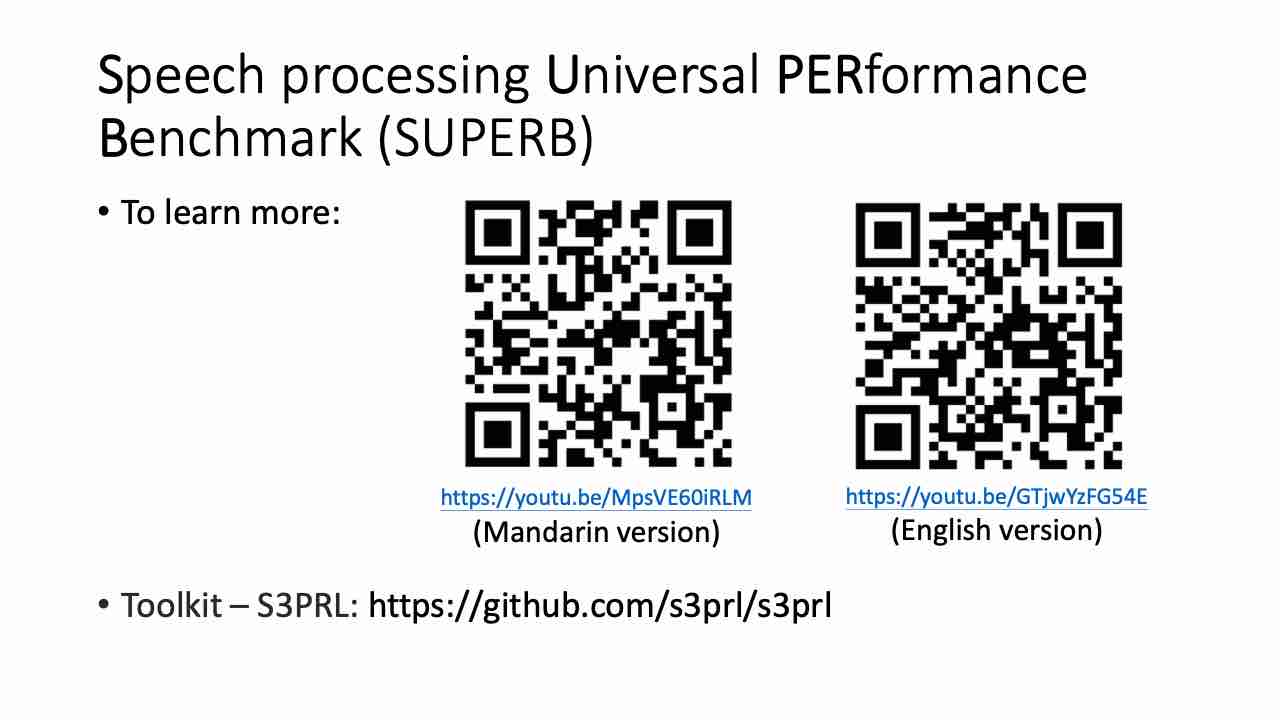 Speech processing Universal PERformance
Benchmark (SUPERB)
• To learn more:
https://youtu.be/MpsVE60iRLM
(Mandarin version)
https://youtu.be/GTjwYzFG54E
(English version)
• Toolkit – S3PRL: https://github.com/s3prl/s3prl